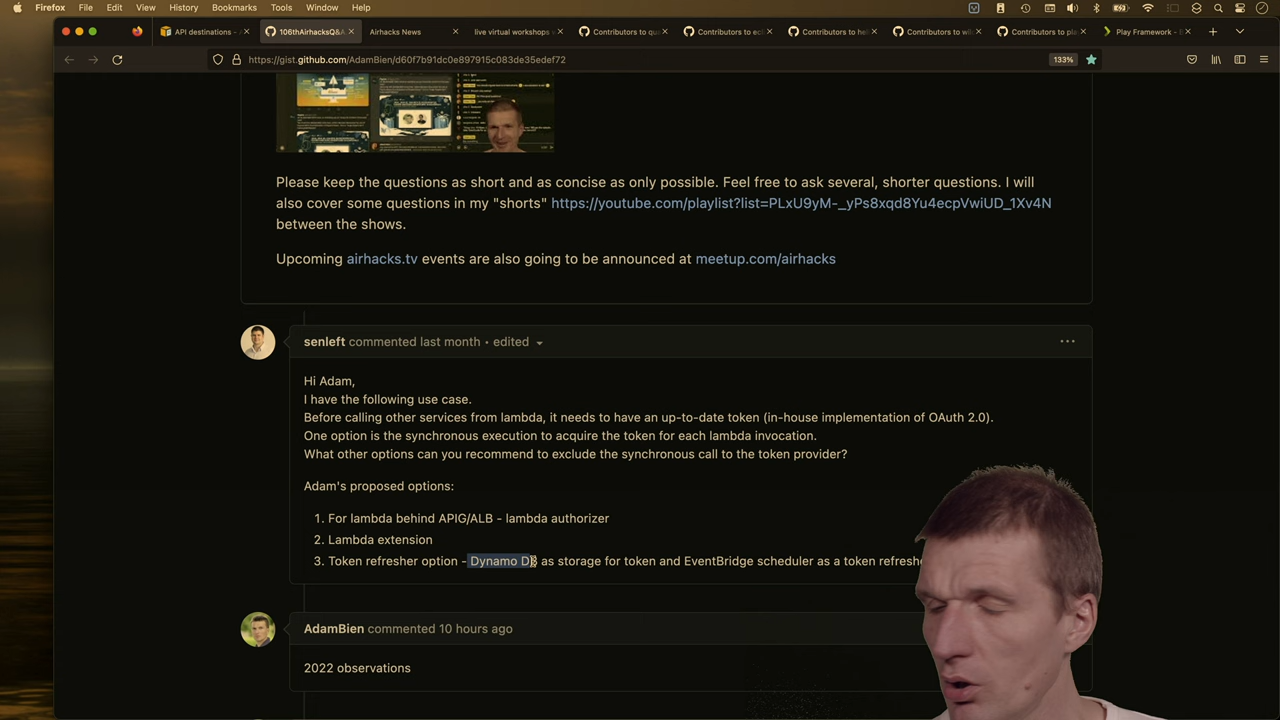 Firefox File Edit View History Bookmarks Tools Window Help
API destinations - 106thAirhacksQ&A Airhacks News live virtual workshops Contributors to Contributors to Contributors to Contributors to Contributors to Play Framework -
https://gist.github.com/AdamBien/d60f7b91dc0e897915c083de35edef72 133%
Please keep the questions as short and as concise as only possible. Feel free to ask several, shorter questions. I will
also cover some questions in my "shorts" https://youtube.com/playlist?list=PLxU9yM-_yPs8xqd8Yu4ecpVwiUD_1Xv4N
between the shows.
Upcoming airhacks.tv events are also going to be announced at meetup.com/airhacks
senleft commented last month • edited
Hi Adam,
I have the following use case.
Before calling other services from lambda, it needs to have an up-to-date token (in-house implementation of OAuth 2.0).
One option is the synchronous execution to acquire the token for each lambda invocation.
What other options can you recommend to exclude the synchronous call to the token provider?
Adam's proposed options:
1. For lambda behind APIG/ALB - lambda authorizer
2. Lambda extension
3. Token refresher option - Dynamo DB as storage for token and EventBridge scheduler as a token refreshe
AdamBien commented 10 hours ago
2022 observations